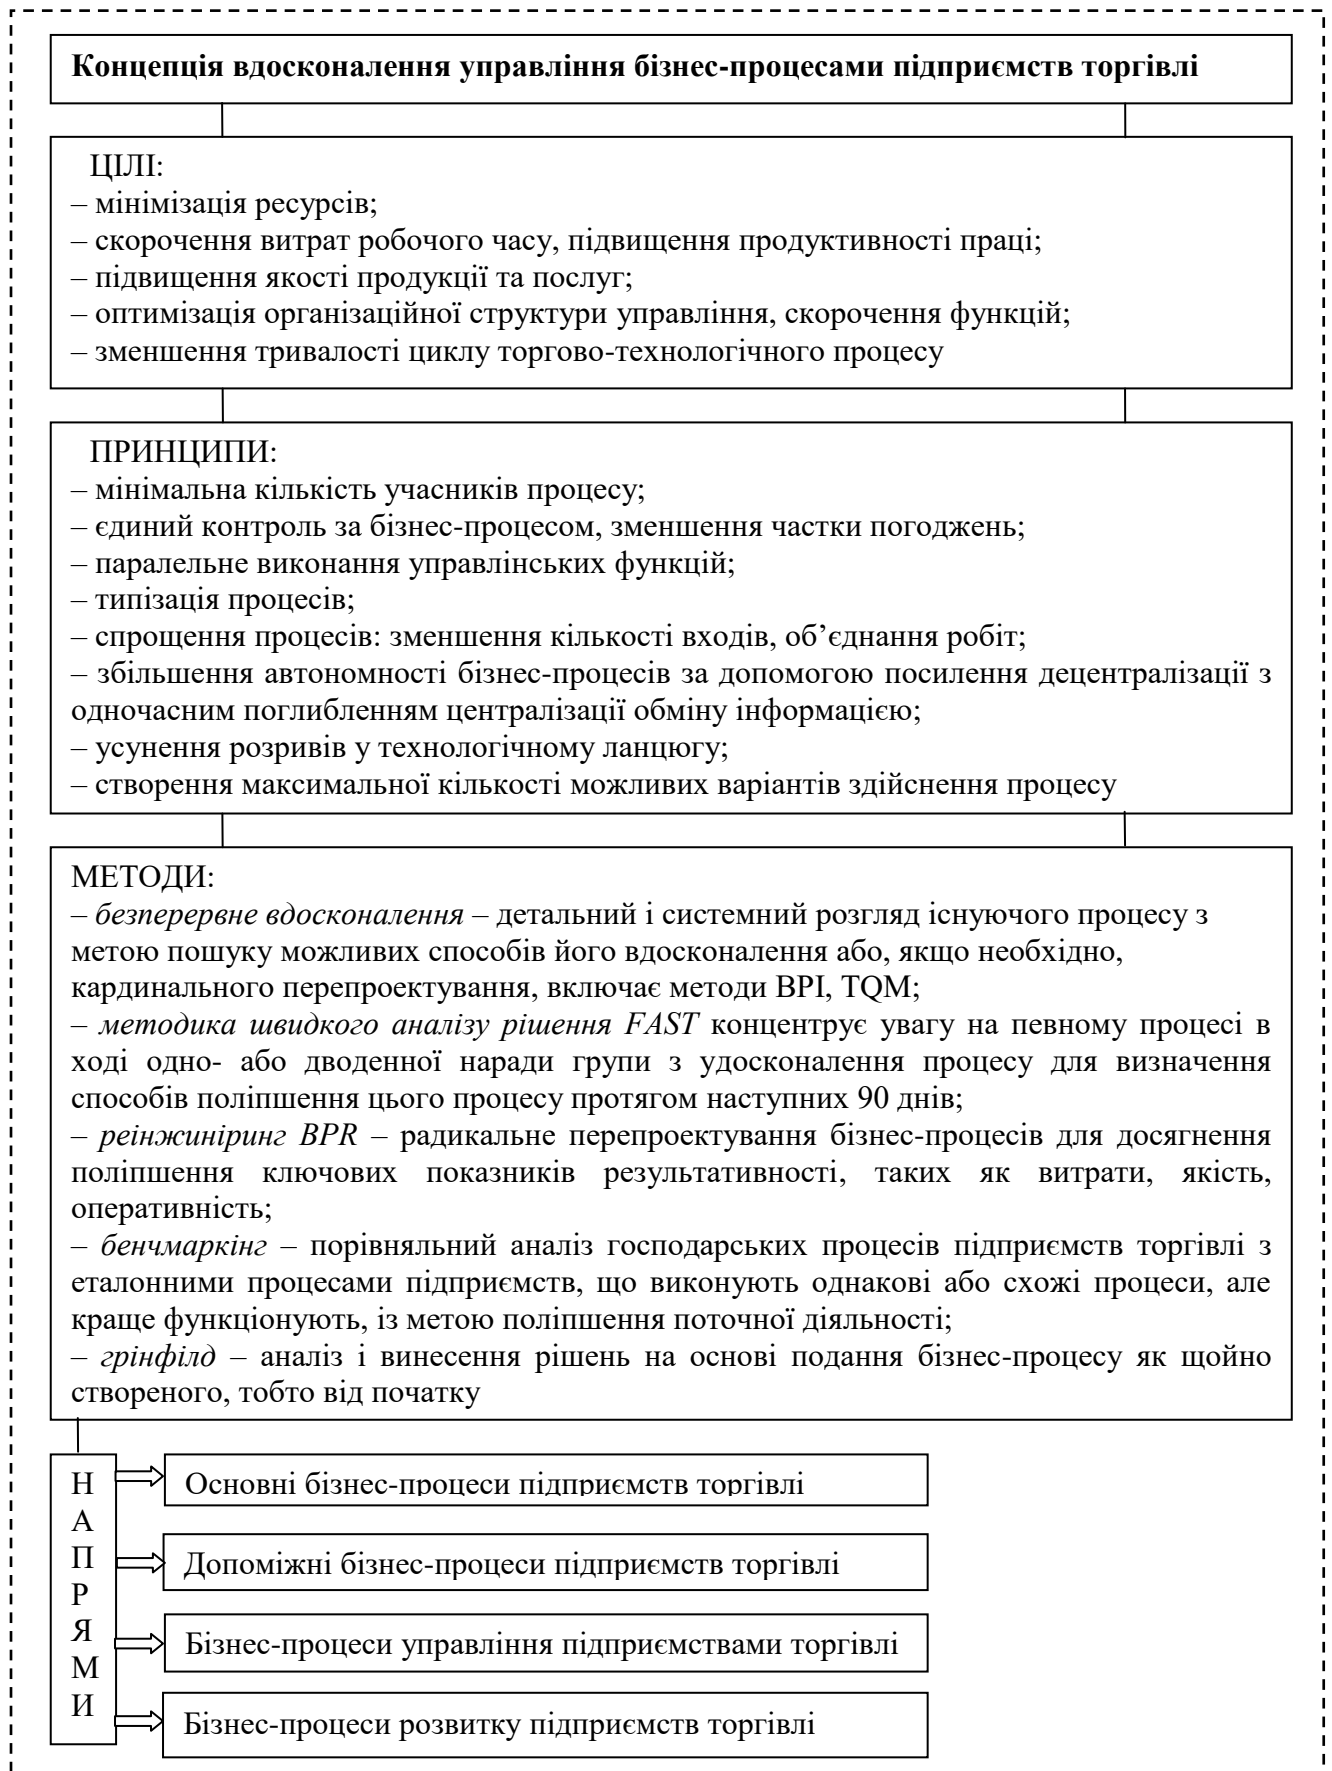 Концепція вдосконалення управління бізнес-процесами підприємств торгівлі
ЦІЛІ:
– мінімізація ресурсів;
– скорочення витрат робочого часу, підвищення продуктивності праці;
– підвищення якості продукції та послуг;
– оптимізація організаційної структури управління, скорочення функцій;
– зменшення тривалості циклу торгово-технологічного процесу
ПРИНЦИПИ:
– мінімальна кількість учасників процесу;
– єдиний контроль за бізнес-процесом, зменшення частки погоджень;
– паралельне виконання управлінських функцій;
– типізація процесів;
– спрощення процесів: зменшення кількості входів, об’єднання робіт;
– збільшення автономності бізнес-процесів за допомогою посилення децентралізації з
одночасним поглибленням централізації обміну інформацією;
– усунення розривів у технологічному ланцюгу;
– створення максимальної кількості можливих варіантів здійснення процесу
МЕТОДИ:
– безперервне вдосконалення – детальний і системний розгляд існуючого процесу з
метою пошуку можливих способів його вдосконалення або, якщо необхідно,
кардинального перепроектування, включає методи BPI, TQM;
– методика швидкого аналізу рішення FAST концентрує увагу на певному процесі в
ході одно- або дводенної наради групи з удосконалення процесу для визначення
способів поліпшення цього процесу протягом наступних 90 днів;
– реінжиніринг BPR – радикальне перепроектування бізнес-процесів для досягнення
поліпшення ключових показників результативності, таких як витрати, якість,
оперативність;
– бенчмаркінг – порівняльний аналіз господарських процесів підприємств торгівлі з
еталонними процесами підприємств, що виконують однакові або схожі процеси, але
краще функціонують, із метою поліпшення поточної діяльності;
– грінфілд – аналіз і винесення рішень на основі подання бізнес-процесу як щойно
створеного, тобто від початку
НАПРЯМИ
Основні бізнес-процеси підприємств торгівлі
Допоміжні бізнес-процеси підприємств торгівлі
Бізнес-процеси управління підприємствами торгівлі
Бізнес-процеси розвитку підприємств торгівлі